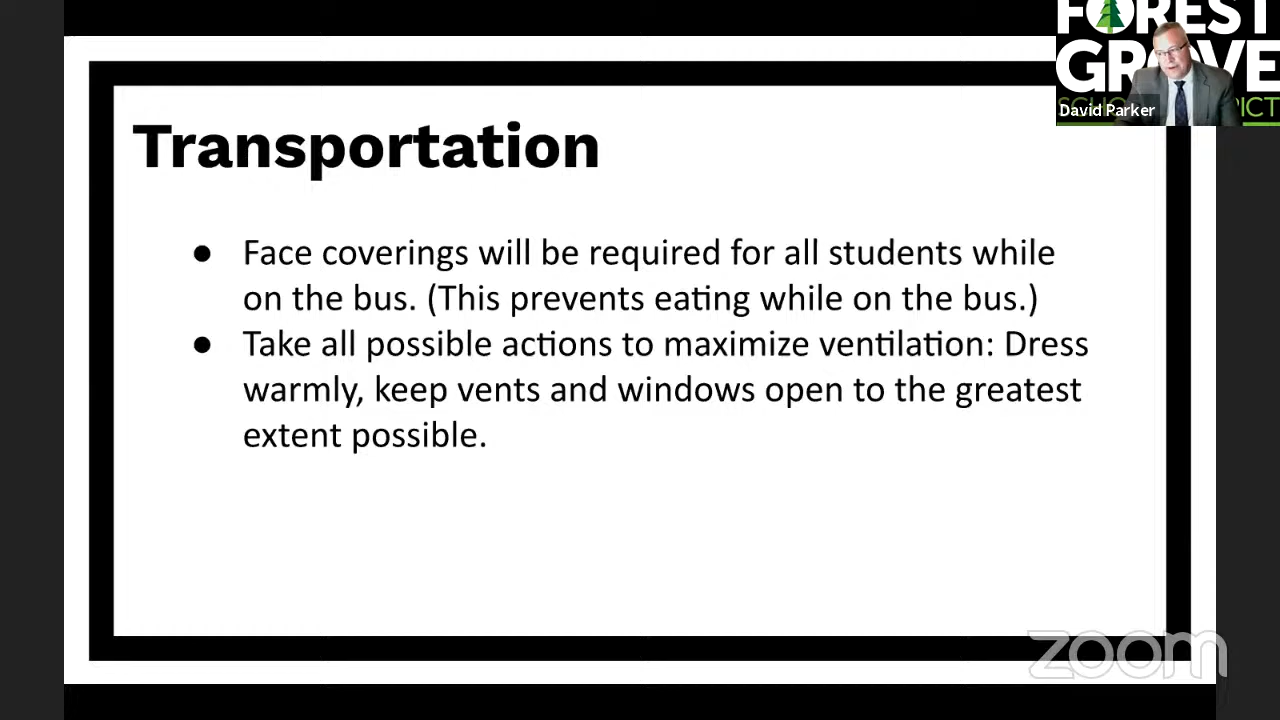 FOREST
GROVE
David Parker
Transportation
● Face coverings will be required for all students while
on the bus. (This prevents eating while on the bus.)
● Take all possible actions to maximize ventilation: Dress
warmly, keep vents and windows open to the greatest
extent possible.
zoom